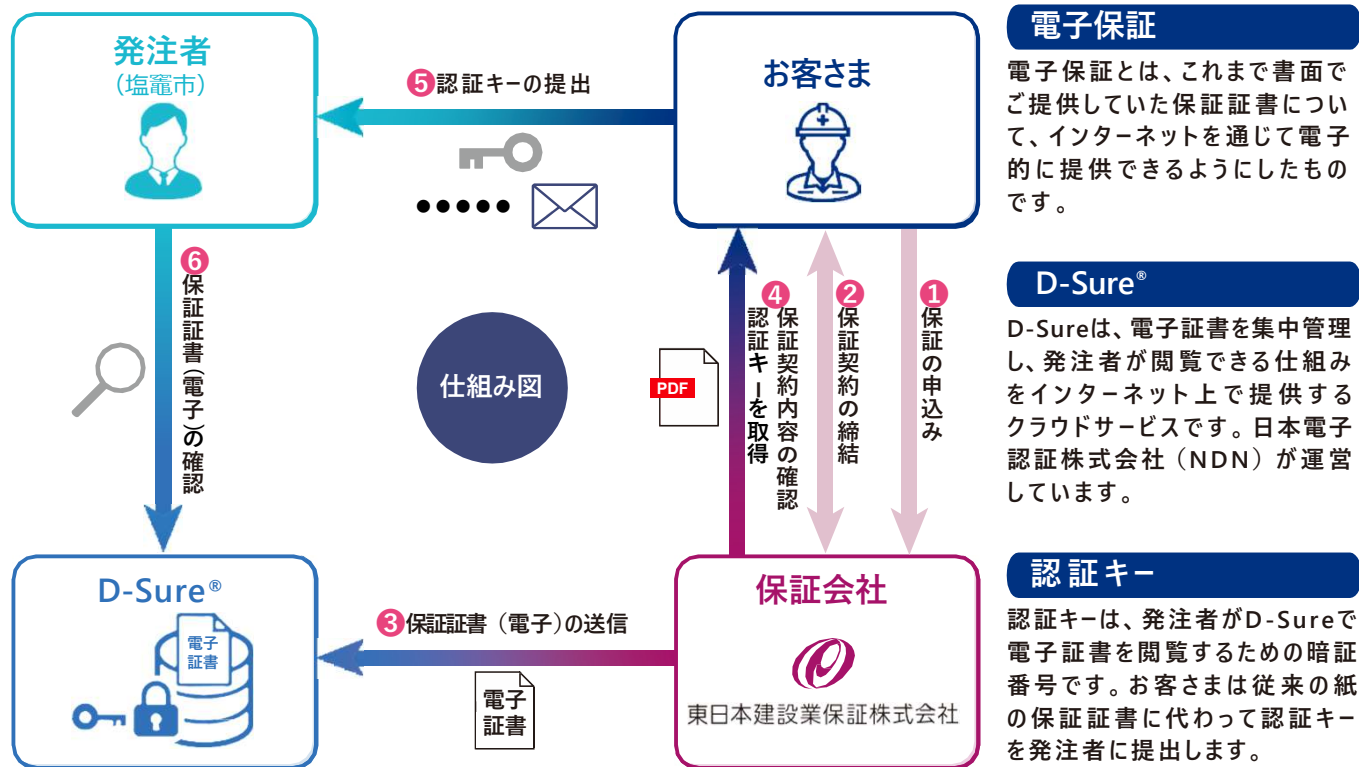 発注者
(塩竈市)
❺認証キーの提出
お客さま
❻保証証書(電子)の確認
仕組み図
PDF
❹保証契約内容の確認
認証キーを取得
❷保証契約の締結
❶保証の申込み
D-Sure®
電子
証書
❸保証証書(電子)の送信
電子
証書
保証会社
東日本建設業保証株式会社
電子保証
電子保証とは、これまで書面で
ご提供していた保証証書につい
て、インターネットを通じて電子
的に提供できるようにしたもの
です。
D-Sure®
D-Sureは、電子証書を集中管理
し、発注者が閲覧できる仕組み
をインターネット上で提供する
クラウドサービスです。日本電子
認証株式会社(NDN)が運営
しています。
認証キー
認証キーは、発注者がD-Sureで
電子証書を閲覧するための暗証
番号です。お客さまは従来の紙
の保証証書に代わって認証キー
を発注者に提出します。